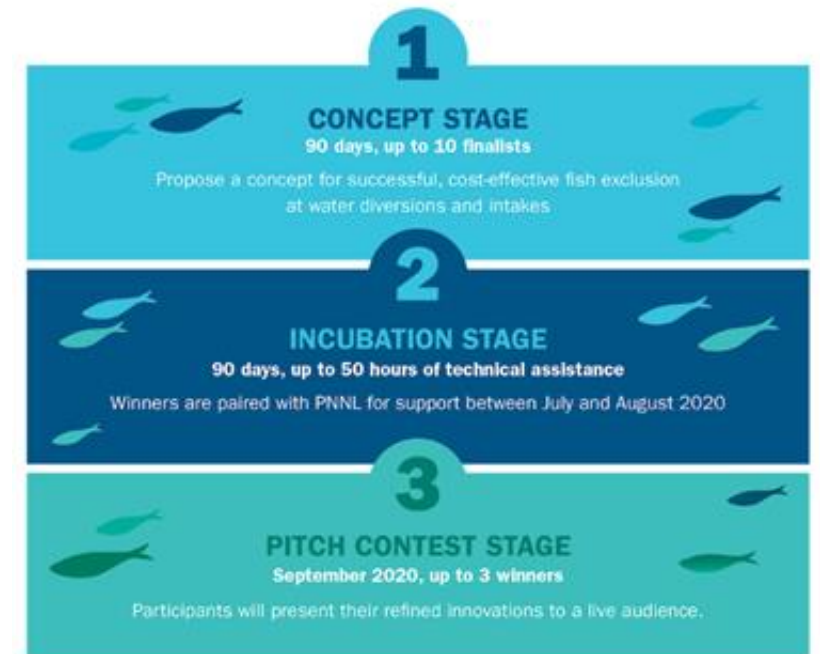 1
CONCEPT STAGE
90 days, up to 10 finalists
Propose a concept for successful, cost-effective fish exclusion
at water diversions and intakes
2
INCUBATION STAGE
90 days, up to 50 hours of technical assistance
Winners are paired with PNNL for support between July and August 2020
3
PITCH CONTEST STAGE
September 2020, up to 3 winners
Participants will present their refined innovations to a live audience.